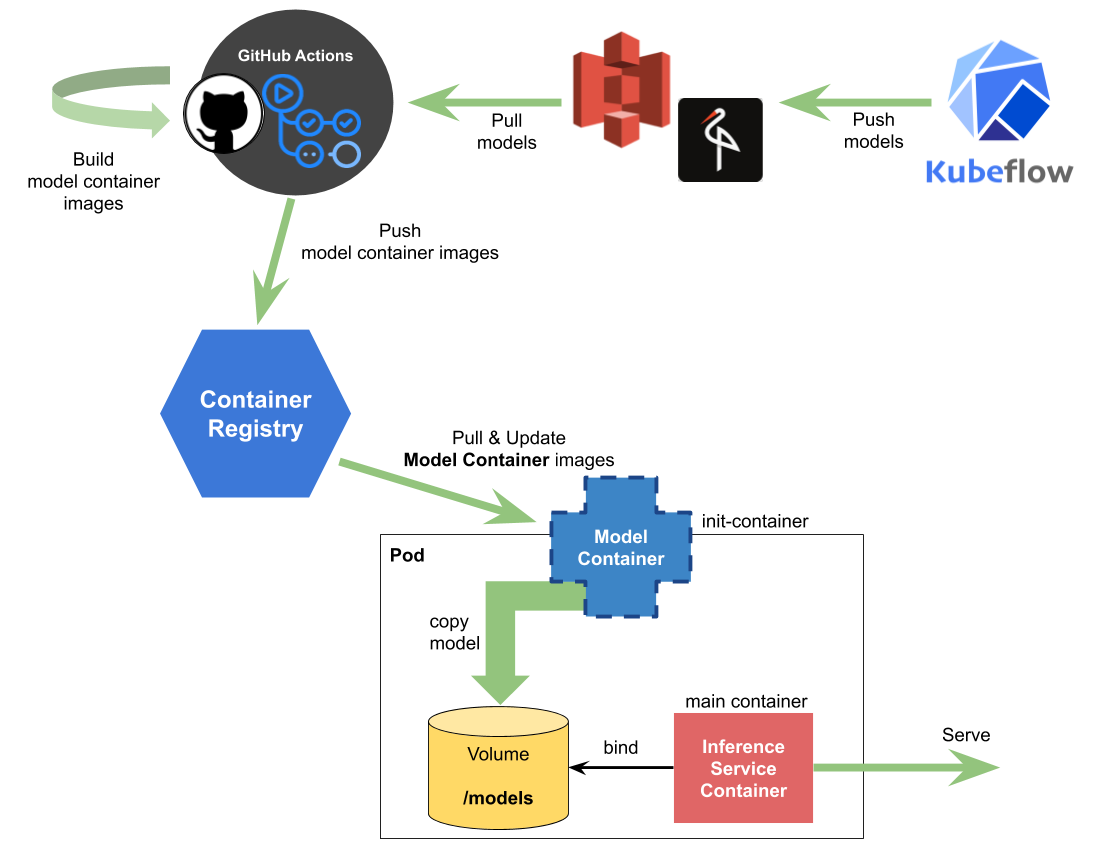 GitHub Actions
Pull
models
Push
models
Kubeflow
Build
model container
images
Push
model container images
Container
Registry
Pull & Update
Model Container images
init-container
Model
Container
Pod
copy
model
main container
Volume
/models
bind
Inference
Service
Container
Serve